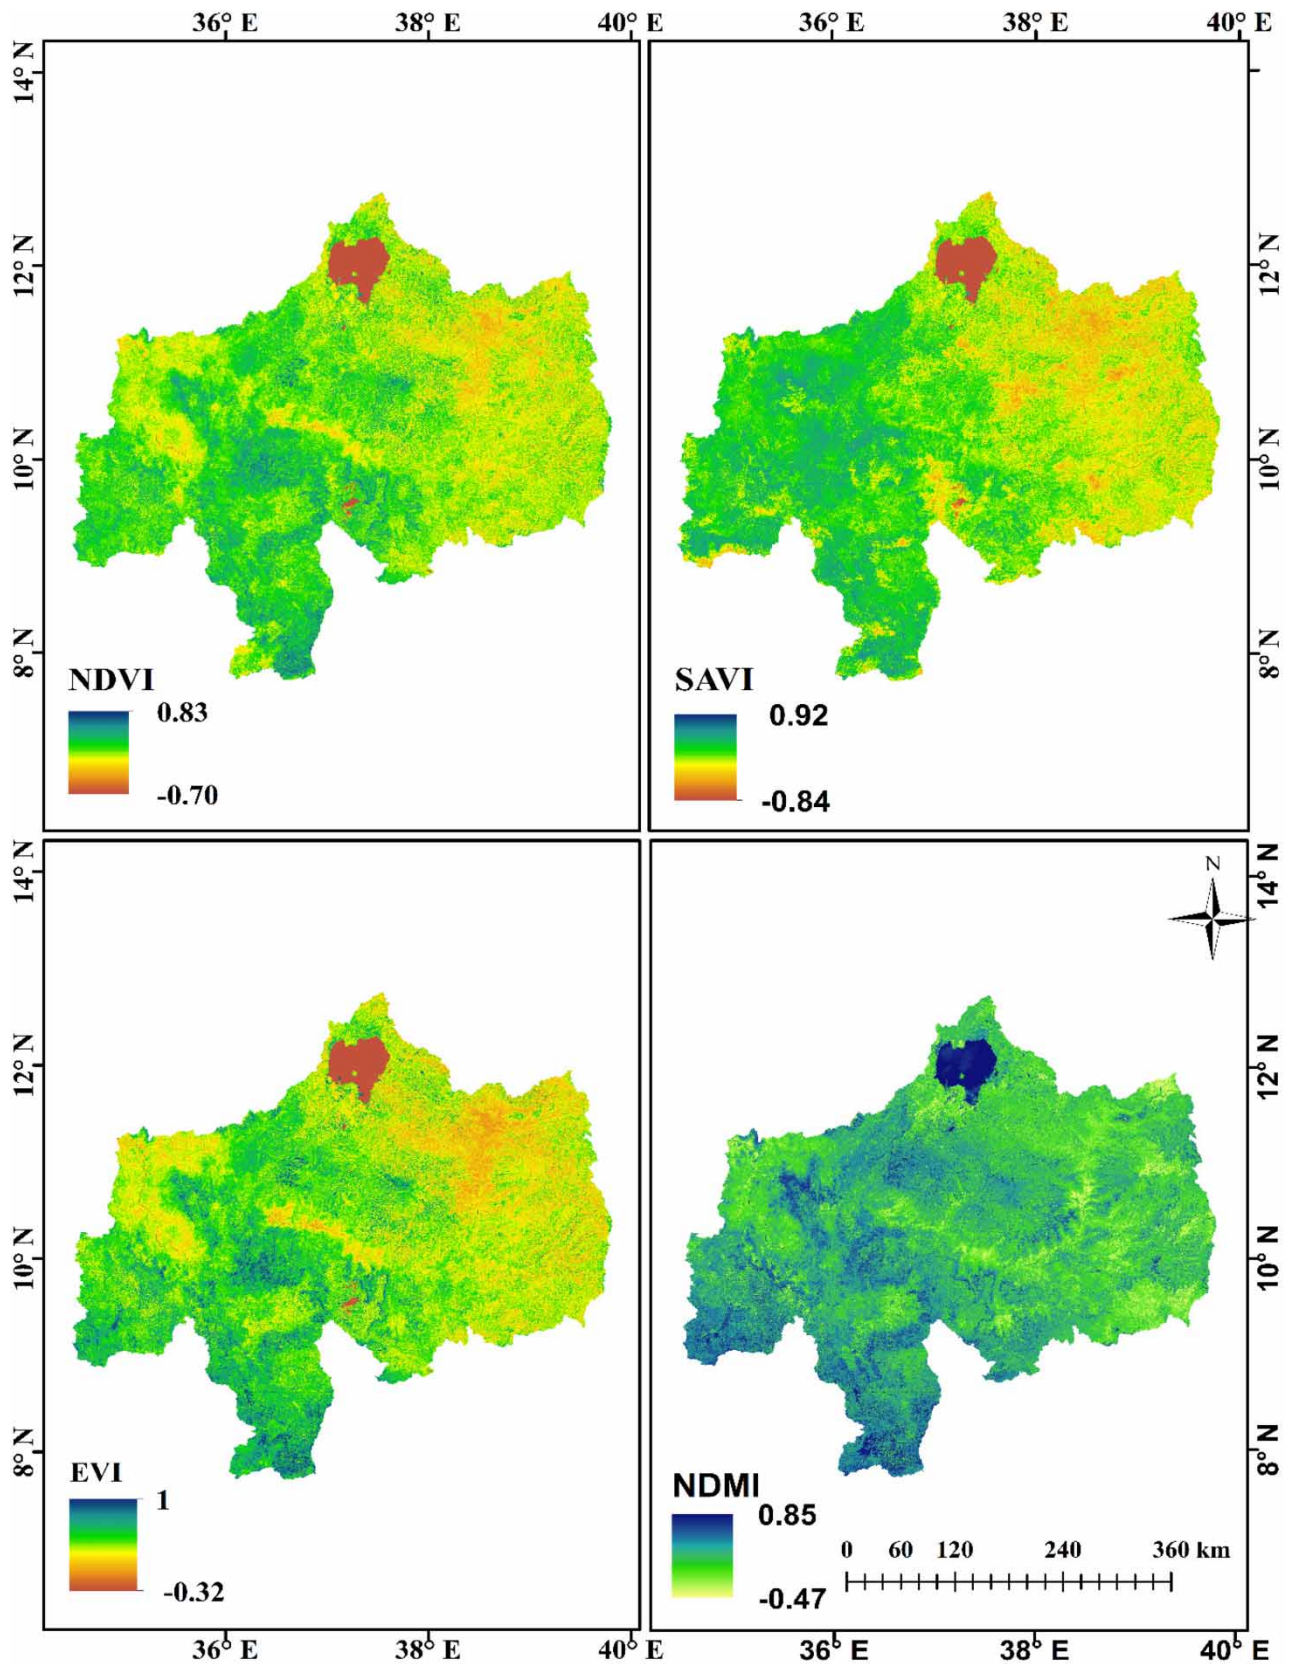 36° E 38° E 40° E 36° E 38° E 40° E
14° N
12° N 12° N
10° N 10° N
8° N 8° N
NDVI SAVI
0.83 0.92
-0.70 -0.84
14° N 14° N
N
12° N 12° N
10° N 10° N
8° N 8° N
EVI NDMI
1 0.85
-0.32 -0.47
0 60 120 240 360 km
36° E 38° E 40° E 36° E 38° E 40° E